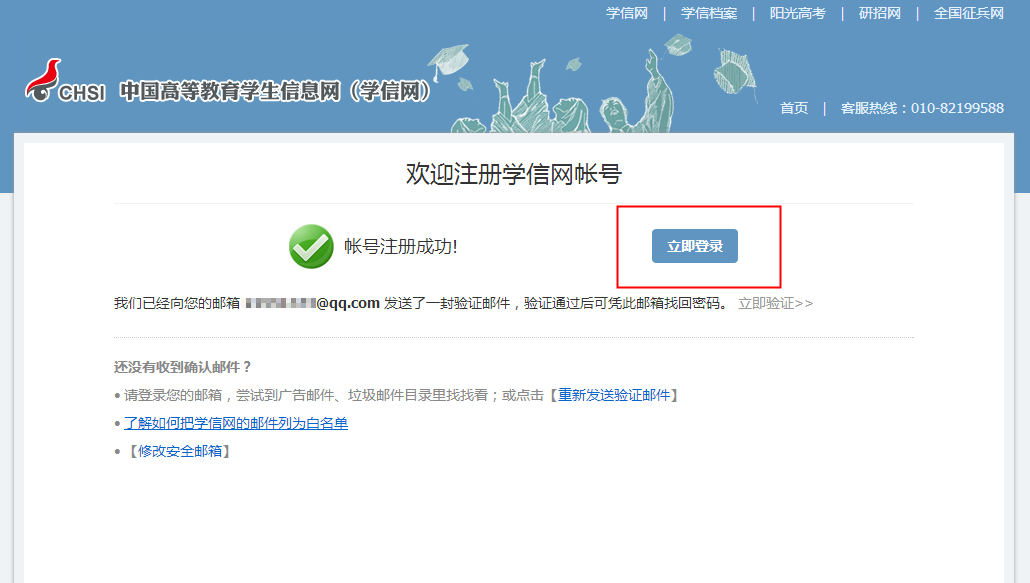 学信网 | 学信档案 | 阳光高考 | 研招网 | 全国征兵网
CHSI 中国高等教育学生信息网（学信网）
首页 | 客服热线：010-82199588
欢迎注册学信网帐号
帐号注册成功!
立即登录
我们已经向您的邮箱 @qq.com 发送了一封验证邮件，验证通过后可凭此邮箱找回密码。 立即验证>>
还没有收到确认邮件？
• 请登录您的邮箱，尝试到广告邮件、垃圾邮件目录里找找看；或点击【重新发送验证邮件】
• 了解如何把学信网的邮件列为白名单
• 【修改安全邮箱】